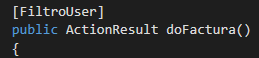 [FiltroUser]
public ActionResult doFactura()
{